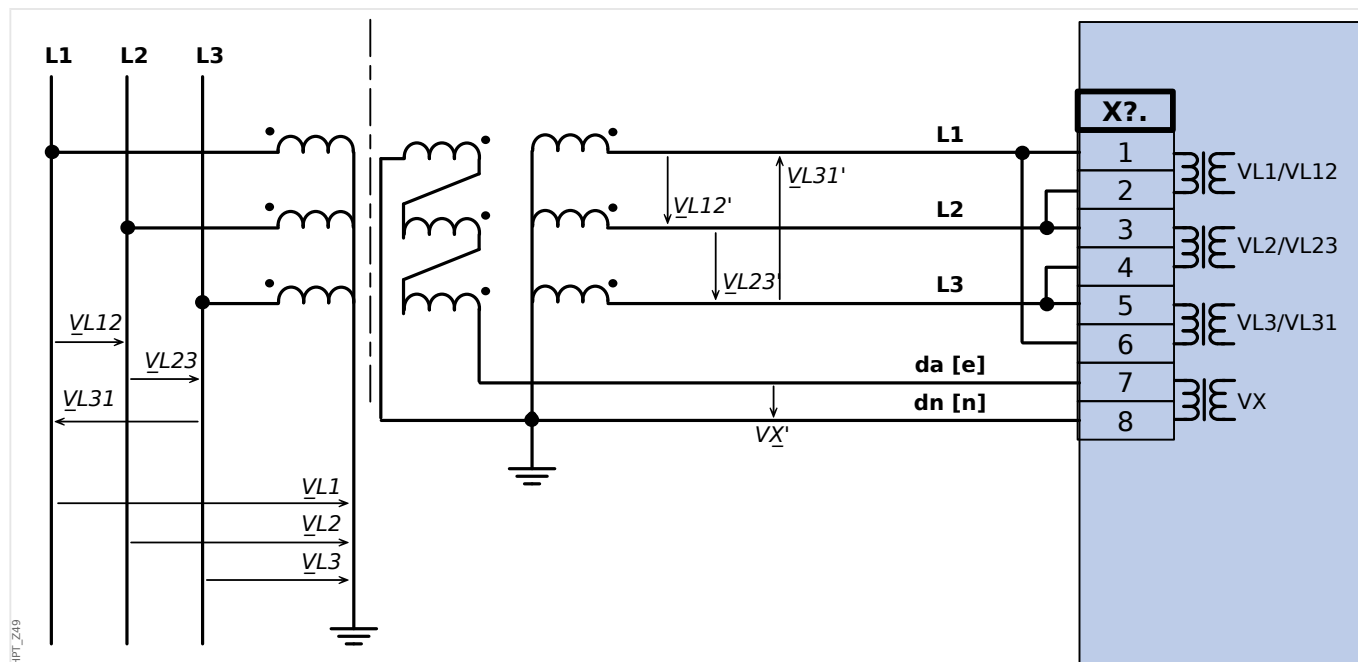 L1 L2 L3
X?.
L1
1
VL31'
VL1/VL12
2
VL12'
L2
3
VL2/VL23
4
VL23'
L3
5
VL3/VL31
VL12
6
VL23
da [e]
7
VL31
dn [n]
VX
8
VX'
VL1
VL2
VL3